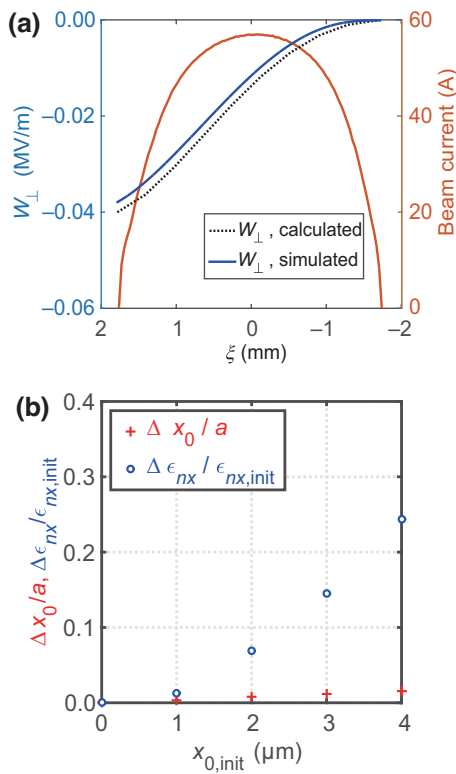 (a)
0.00
−0.02
−0.04
−0.06
W⊥ (MV/m)
60
40
20
0
Beam current (A)
W⊥ , calculated
W⊥ , simulated
2 1 0 −1 −2
ξ (mm)
(b)
0.4
0.3
0.2
0.1
0.0
Δx0/a, Δϵnx/ϵnx,init
+ Δ x0 / a
Δ ϵnx / ϵnx,init
0 1 2 3 4
x0,init (μm)